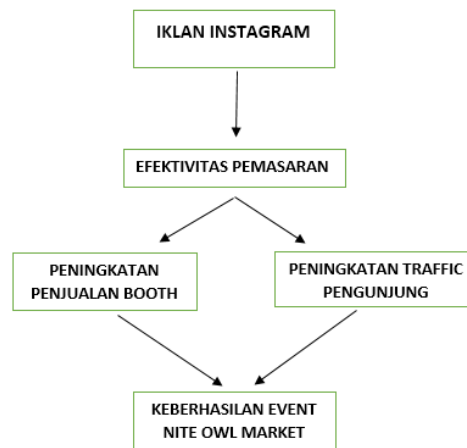 IKLAN INSTAGRAM
EFEKTIVITAS PEMASARAN
PENINGKATAN
PENJUALAN BOOTH
PENINGKATAN TRAFFIC
PENGUNJUNG
KEBERHASILAN EVENT
NITE OWL MARKET